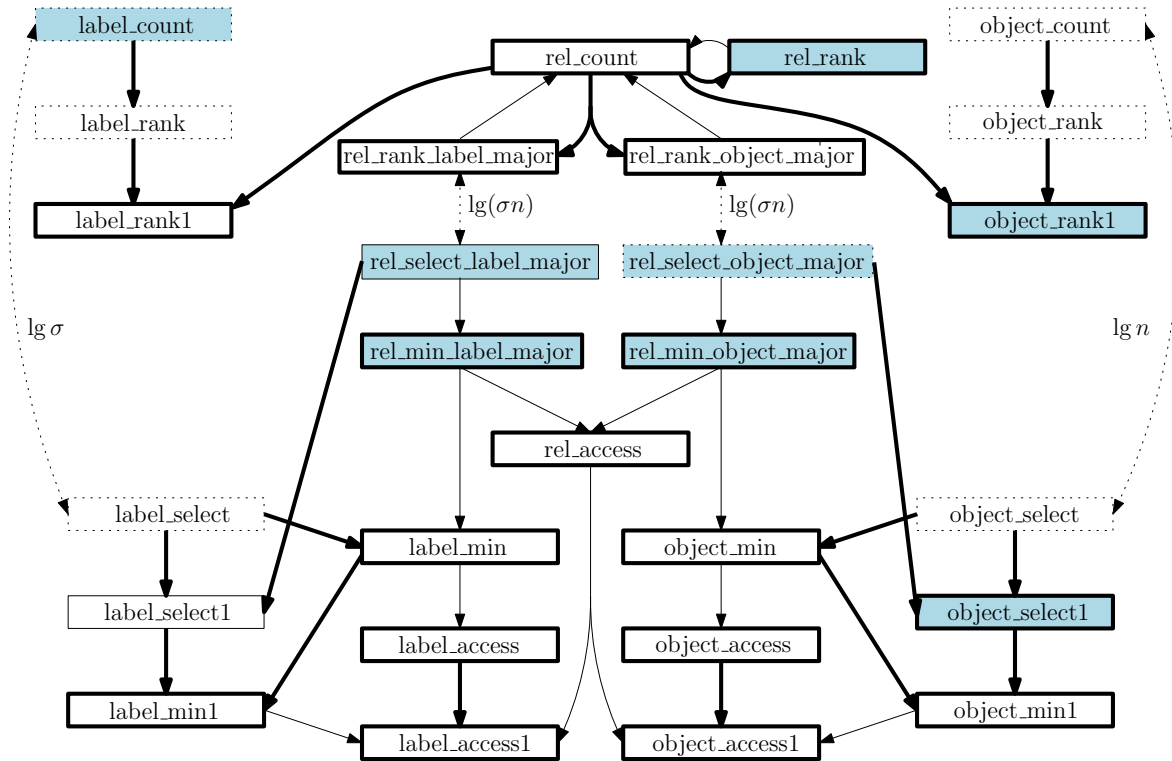 label_count
object_count
rel_count
rel_rank
label_rank
object_rank
rel_rank_label_major
rel_rank_object_major
label_rank1
lg(σn)
lg(σn)
object_rank1
rel_select_label_major
rel_select_object_major
lg σ
lg n
rel_min_label_major
rel_min_object_major
rel_access
label_select
object_select
label_min
object_min
label_select1
object_select1
label_access
object_access
label_min1
object_min1
label_access1
object_access1